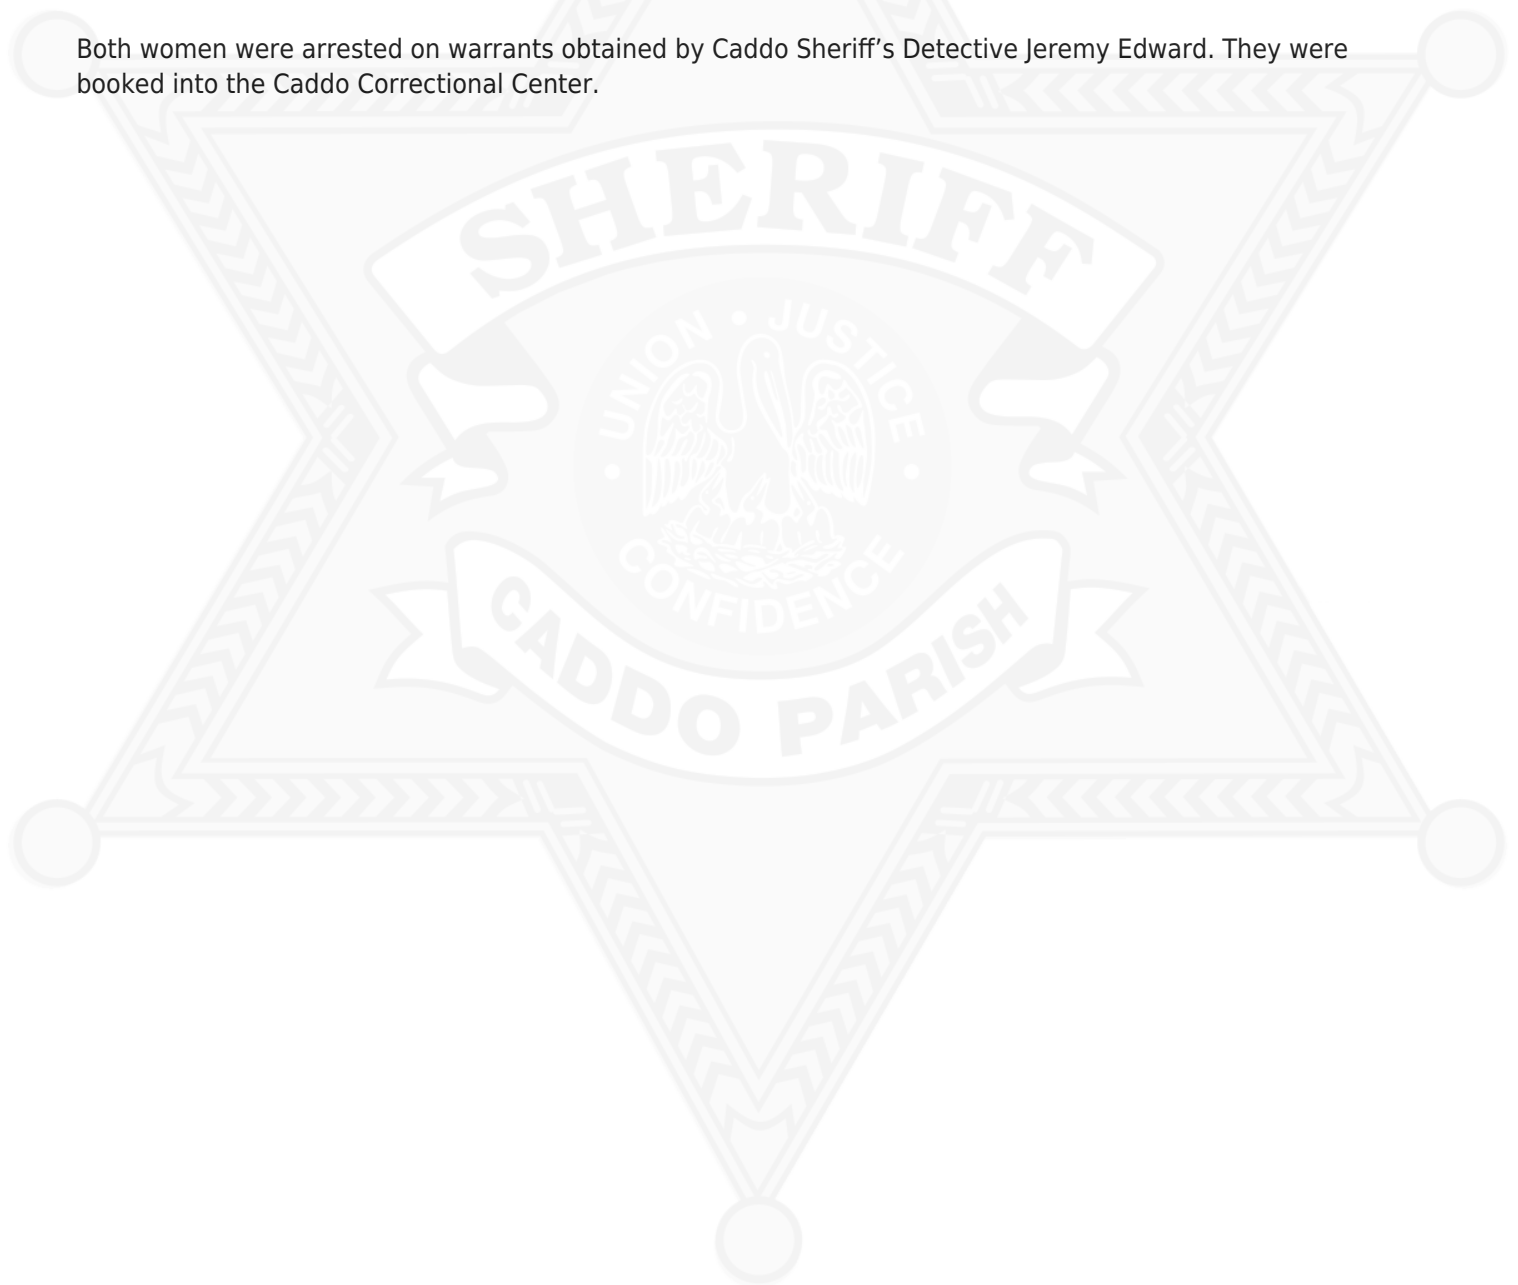 Both women were arrested on warrants obtained by Caddo Sheriff’s Detective Jeremy Edward. They were
booked into the Caddo Correctional Center.
SHERIFF
UNION • JUSTICE
• CONFIDENCE •
CADDO PARISH